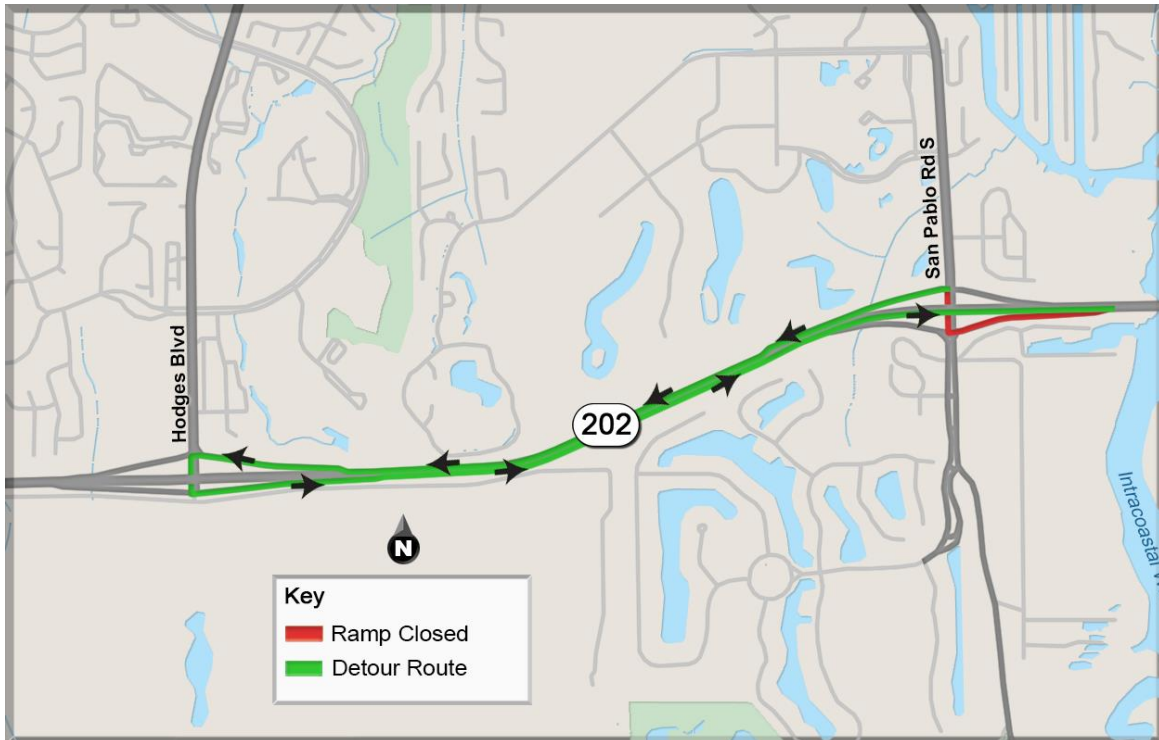 San Pablo Rd S
Hodges Blvd
202
N
Intracoastal
Key
Ramp Closed
Detour Route